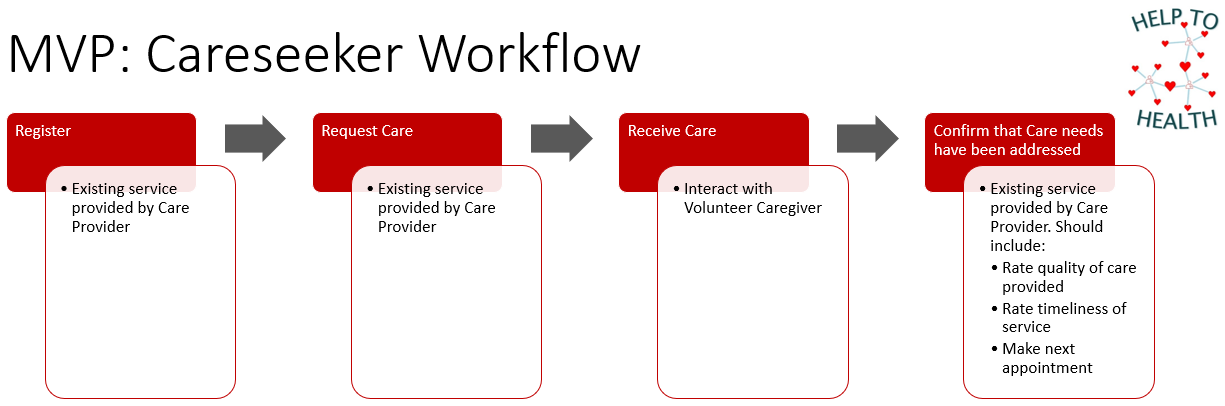 MVP: Careseeker Workflow
HELP TO
HEALTH
Register
• Existing service
provided by Care
Provider
Request Care
• Existing service
provided by Care
Provider
Receive Care
• Interact with
Volunteer Caregiver
Confirm that Care needs
have been addressed
• Existing service
provided by Care
Provider. Should
include:
• Rate quality of care
provided
• Rate timeliness of
service
• Make next
appointment